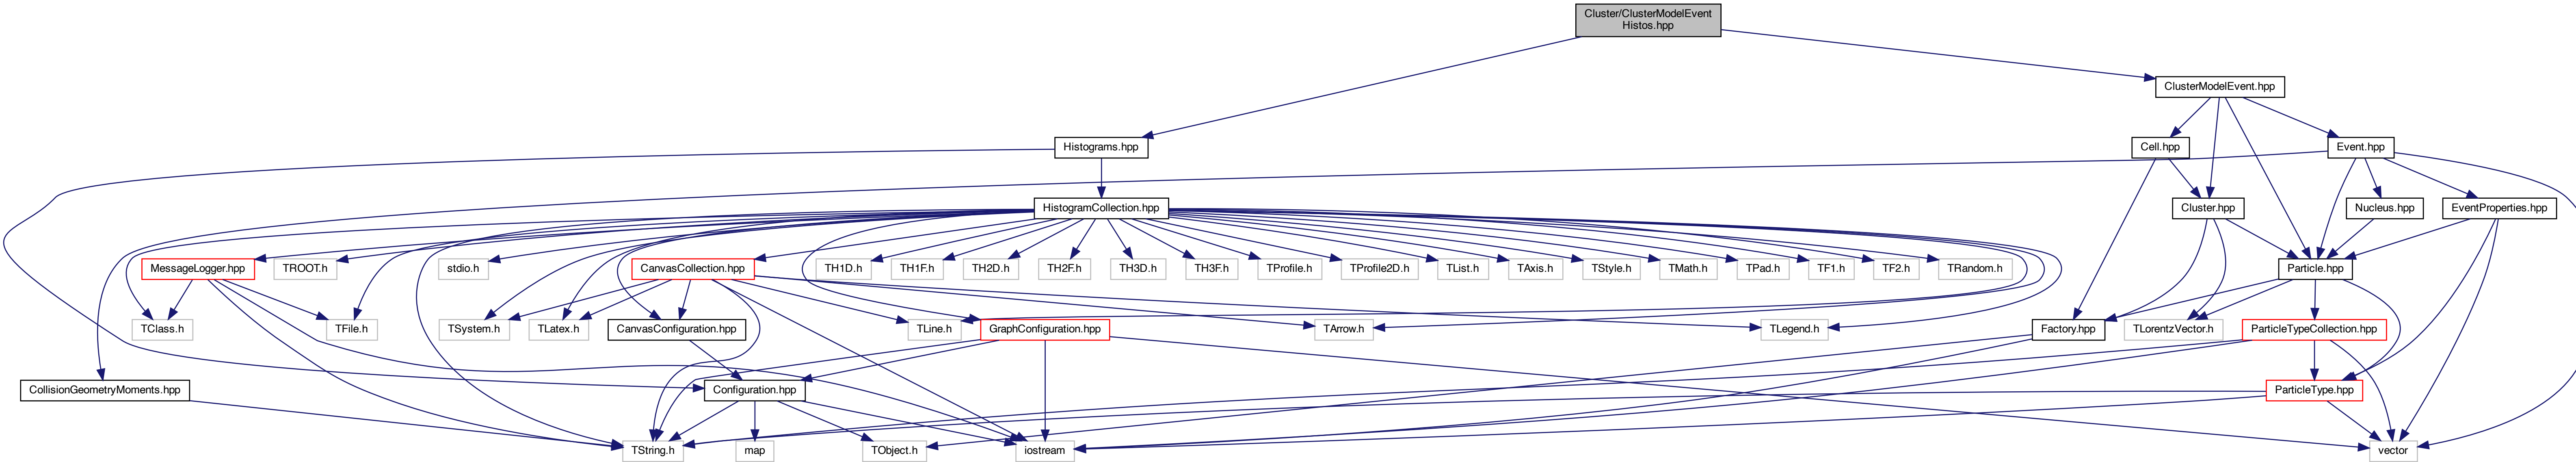 Cluster/ClusterModelEvent
Histos.hpp
ClusterModelEvent.hpp
Histograms.hpp
Cell.hpp
Event.hpp
HistogramCollection.hpp
Cluster.hpp
Nucleus.hpp
EventProperties.hpp
MessageLogger.hpp
TROOT.h
stdio.h
CanvasCollection.hpp
TH1D.h
TH1F.h
TH2D.h
TH2F.h
TH3D.h
TH3F.h
TProfile.h
TProfile2D.h
TList.h
TAxis.h
TStyle.h
TMath.h
TPad.h
TF1.h
TF2.h
TRandom.h
Particle.hpp
TClass.h
TFile.h
TSystem.h
TLatex.h
CanvasConfiguration.hpp
TLine.h
GraphConfiguration.hpp
TArrow.h
TLegend.h
Factory.hpp
TLorentzVector.h
ParticleTypeCollection.hpp
CollisionGeometryMoments.hpp
Configuration.hpp
ParticleType.hpp
TString.h
map
TObject.h
iostream
vector